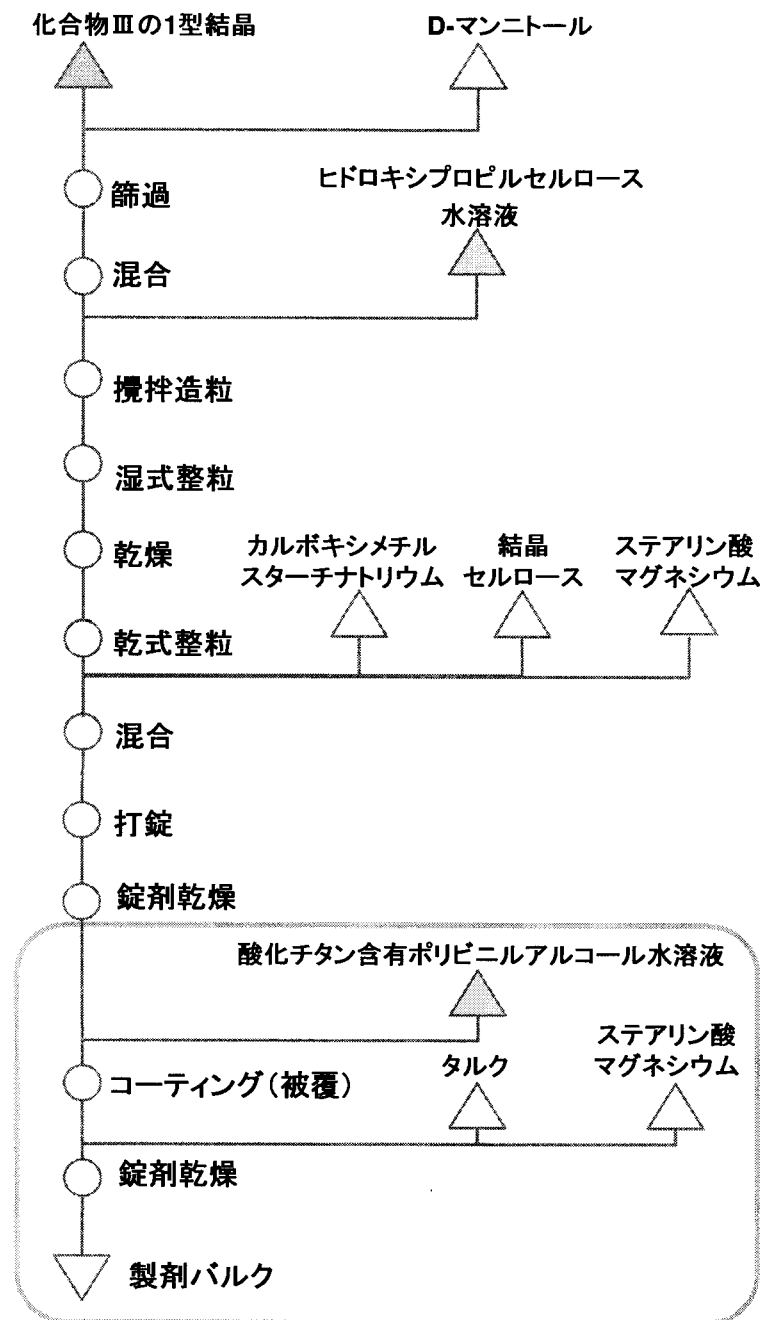 化合物Ⅲの1型結晶
D-マンニトール
篩過
ヒドロキシプロピルセルロース
水溶液
混合
攪拌造粒
湿式整粒
乾燥
カルボキシメチル
スターチナトリウム
結晶
セルロース
ステアリン酸
マグネシウム
乾式整粒
混合
打錠
錠剤乾燥
酸化チタン含有ポリビニルアルコール水溶液
コーティング（被覆）
タルク
ステアリン酸
マグネシウム
錠剤乾燥
製剤バルク